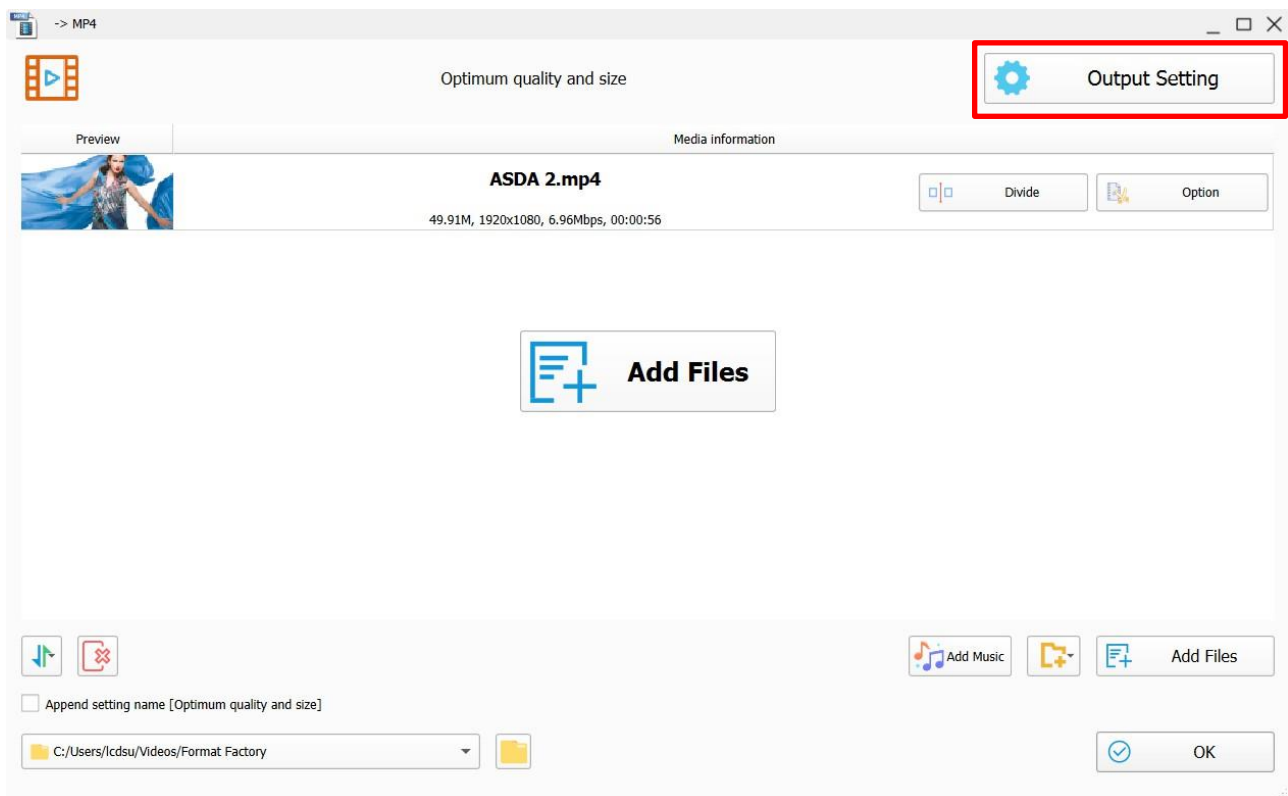 -> MP4
Optimum quality and size
Output Setting
Preview
Media information
ASDA 2.mp4
49.91M, 1920x1080, 6.96Mbps, 00:00:56
Divide
Option
Add Files
Add Music
Add Files
Append setting name [Optimum quality and size]
C:/Users/lcdsu/Videos/Format Factory
OK